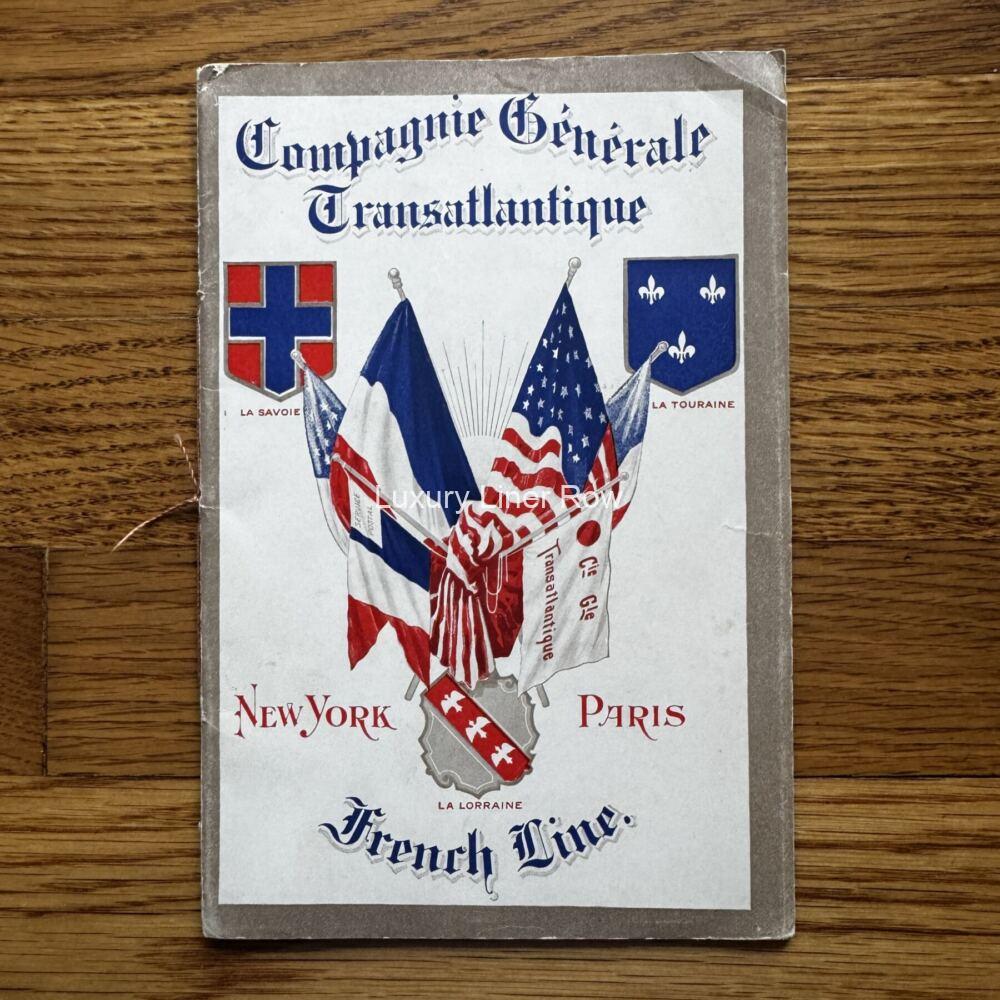 Compagnie Générale
Transatlantique
LA SAVOIE
LA TOURAINE
SERVICE
POSTAL
Luxury Liner Row
Cie Gle
Transatlantique
NEW YORK
PARIS
LA LORRAINE
French Line.